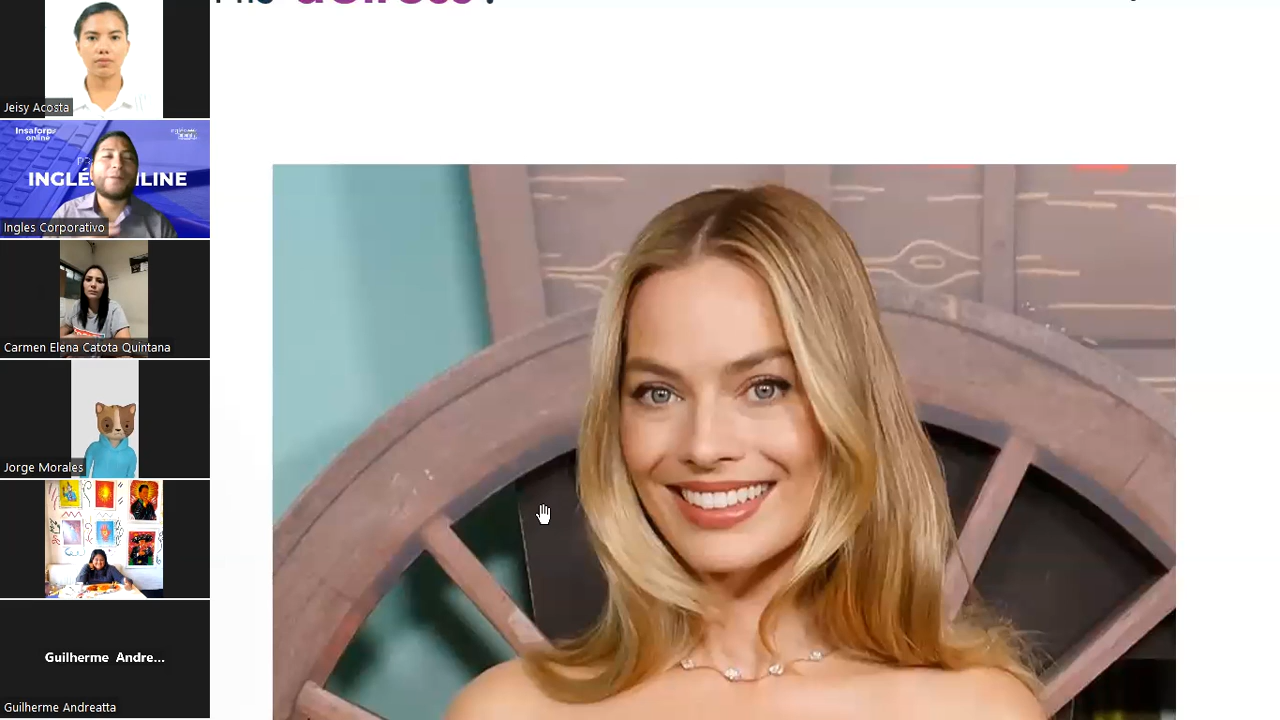 Jeisy Acosta
Insaforp
online
INGLÉS ONLINE
Ingles Corporativo
Carmen Elena Catota Quintana
Jorge Morales
Guilherme Andre...
Guilherme Andreatta